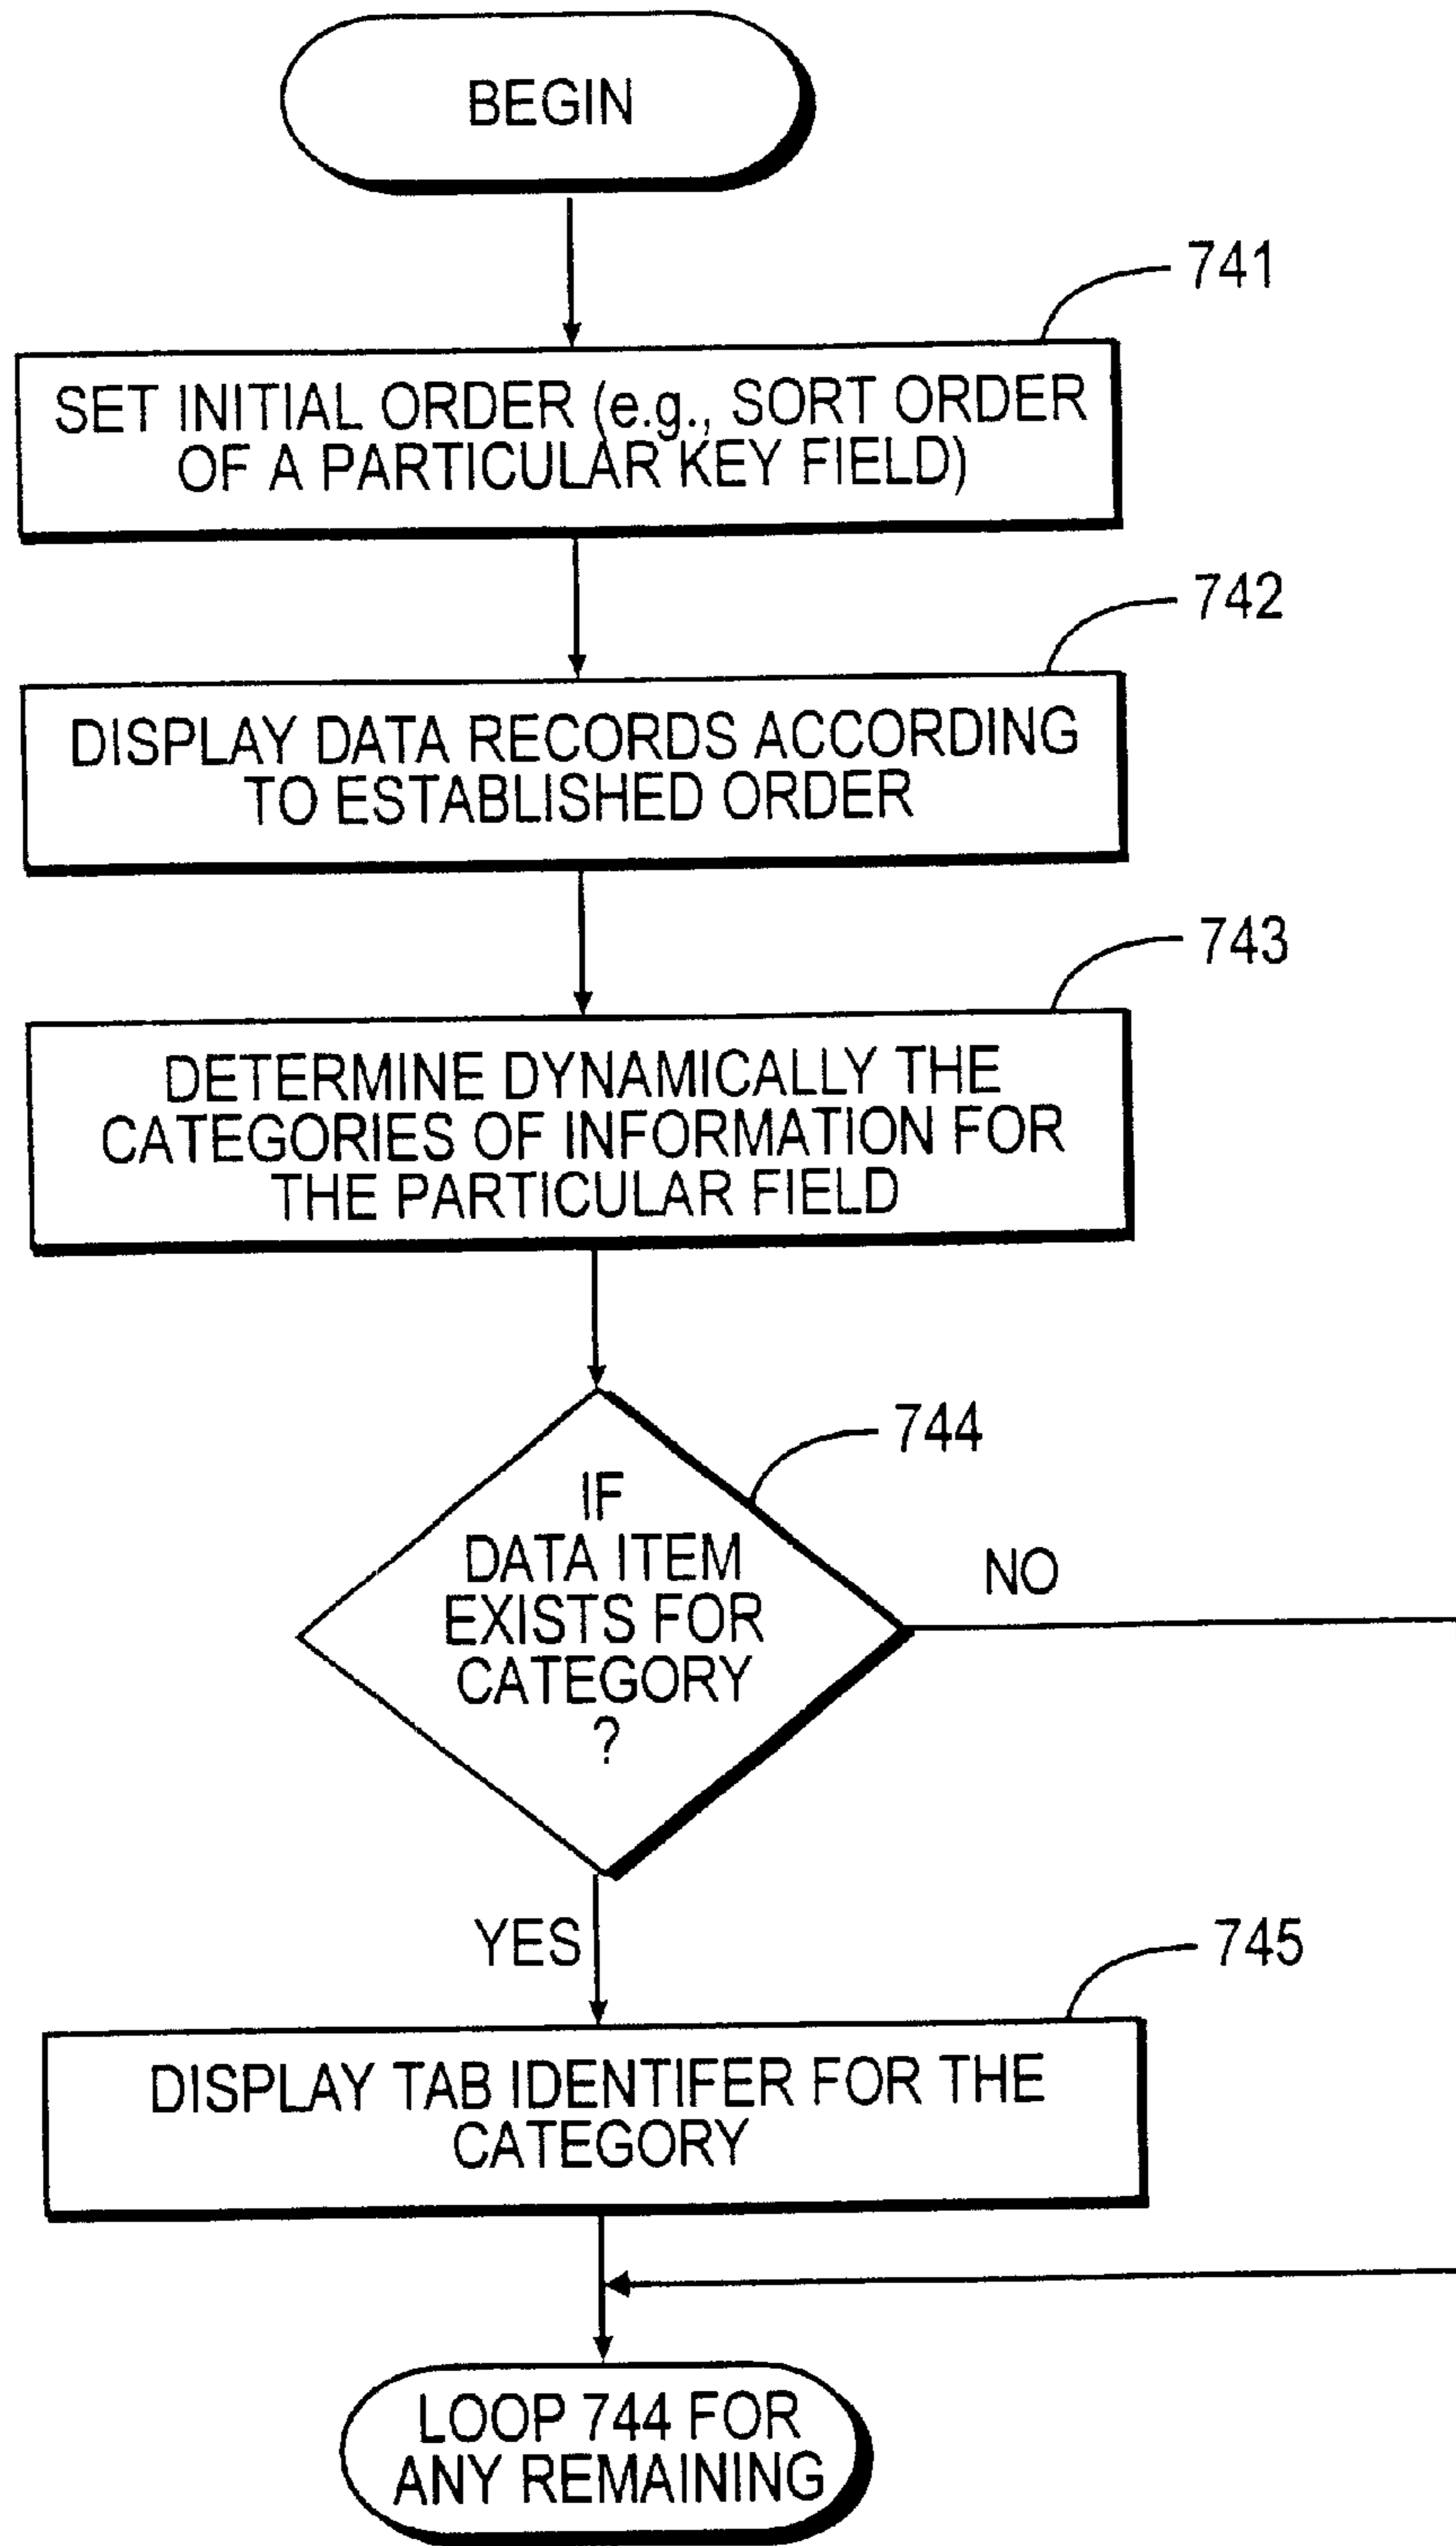 BEGIN
741
SET INITIAL ORDER (e.g., SORT ORDER
OF A PARTICULAR KEY FIELD)
742
DISPLAY DATA RECORDS ACCORDING
TO ESTABLISHED ORDER
743
DETERMINE DYNAMICALLY THE
CATEGORIES OF INFORMATION FOR
THE PARTICULAR FIELD
744
IF
DATA ITEM
EXISTS FOR
CATEGORY
?
NO
YES
745
DISPLAY TAB IDENTIFER FOR THE
CATEGORY
LOOP 744 FOR
ANY REMAINING